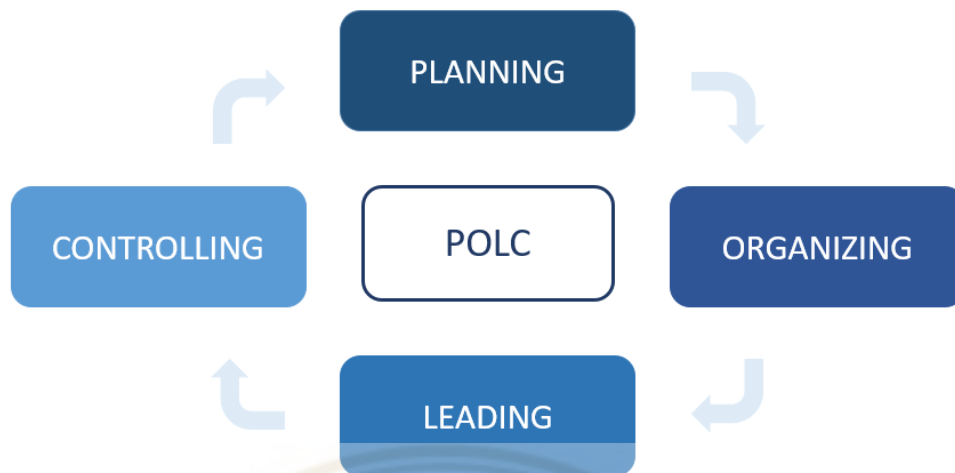 PLANNING
CONTROLLING
POLC
ORGANIZING
LEADING